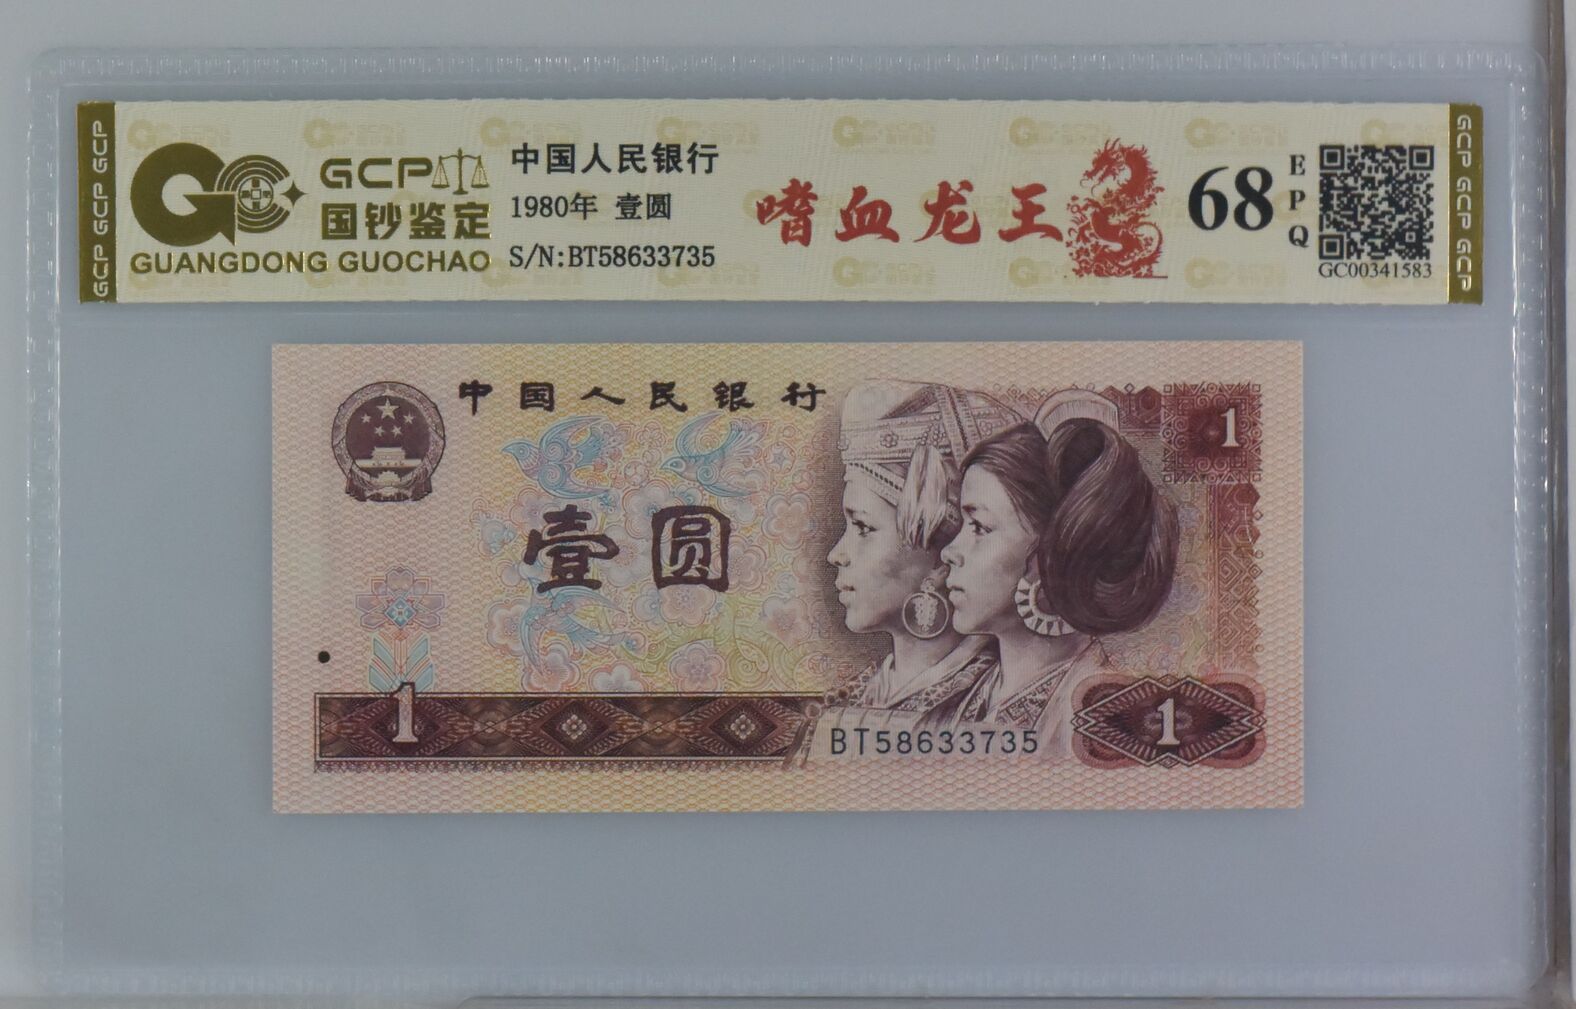 GCP GCP GCP
GCP
国钞鉴定
GUANGDONG GUOCHAO
中国人民银行
1980年 壹圆
S/N:BT58633735
嗜血龙王
68
EPQ
GC00341583
GCP GCP GCP
中国人民银行
1
壹圆
1
BT58633735
1